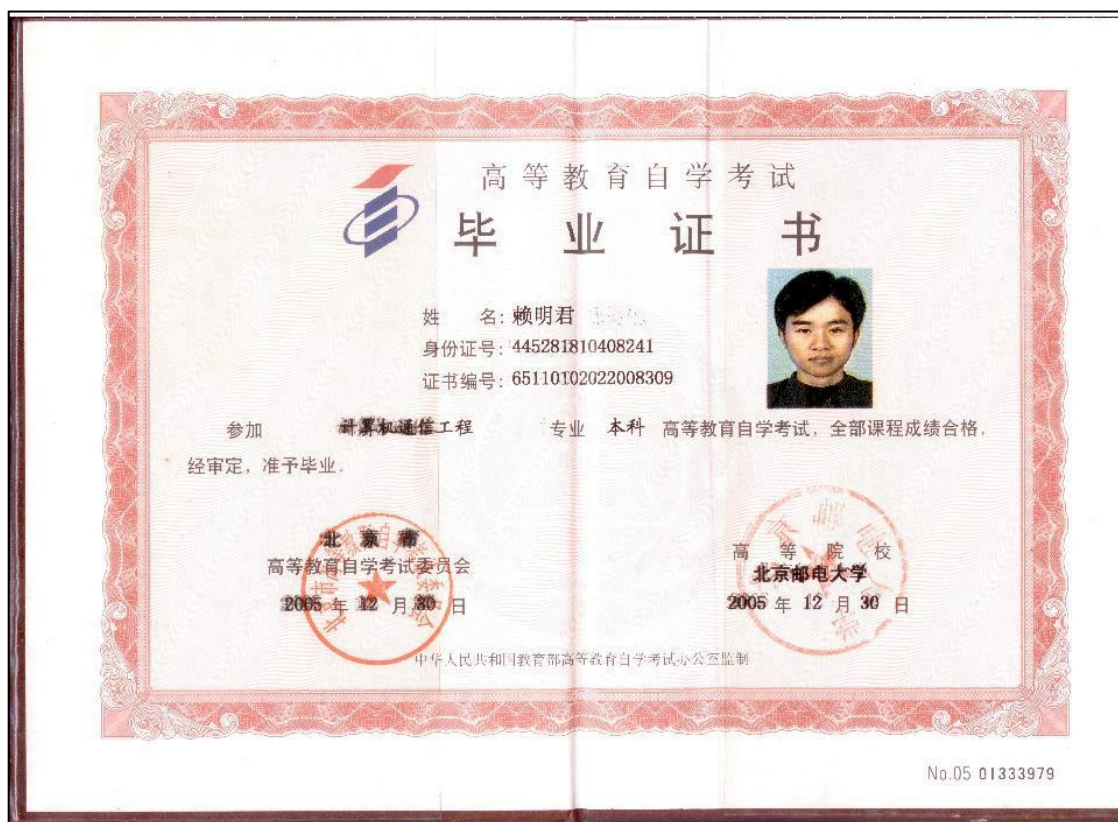 高等教育自学考试
毕业证书
姓 名：赖明君
身份证号：445281810408241
证书编号：65110102022008309
参加 计算机通信工程 专业 本科 高等教育自学考试，全部课程成绩合格，
经审定，准予毕业．
北京市
高等教育自学考试委员会
2005 年 12 月 30 日
高等院校
北京邮电大学
2005 年 12 月 30 日
中华人民共和国教育部高等教育自学考试办公室监制
No.05 01333979